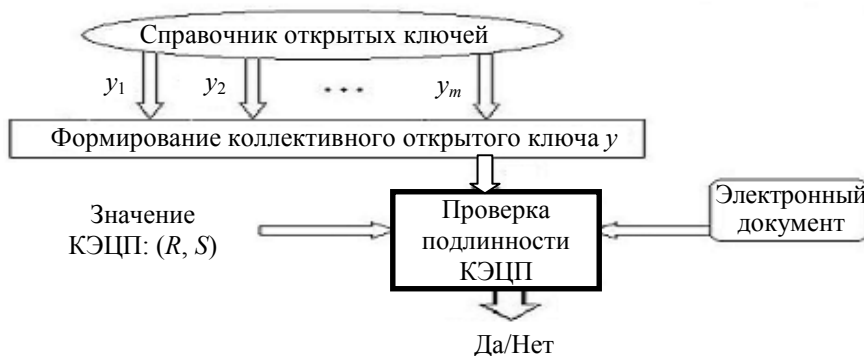 Справочник открытых ключей
y1 y2 ... ym
Формирование коллективного открытого ключа y
Значение
КЭЦП: (R, S)
Проверка
подлинности
КЭЦП
Электронный
документ
Да/Нет